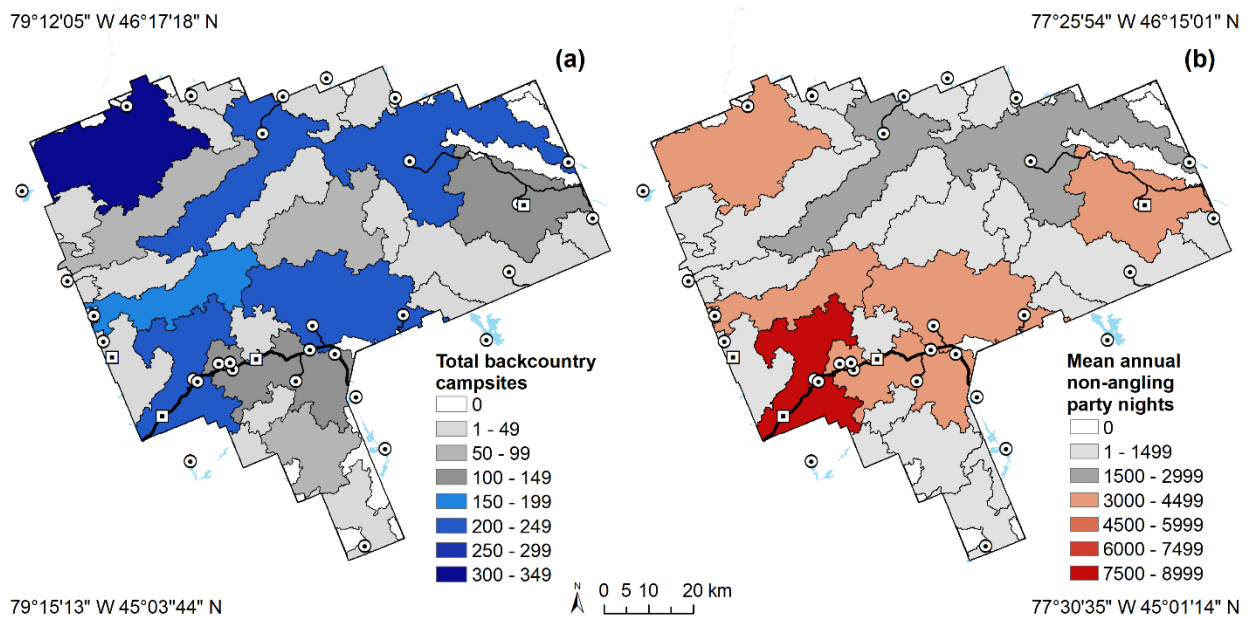 79°12'05" W 46°17'18" N
77°25'54" W 46°15'01" N
(a)
(b)
Total backcountry
campsites
0
1 - 49
50 - 99
100 - 149
150 - 199
200 - 249
250 - 299
300 - 349
Mean annual
non-angling
party nights
0
1 - 1499
1500 - 2999
3000 - 4499
4500 - 5999
6000 - 7499
7500 - 8999
N
0 5 10 20 km
79°15'13" W 45°03'44" N
77°30'35" W 45°01'14" N